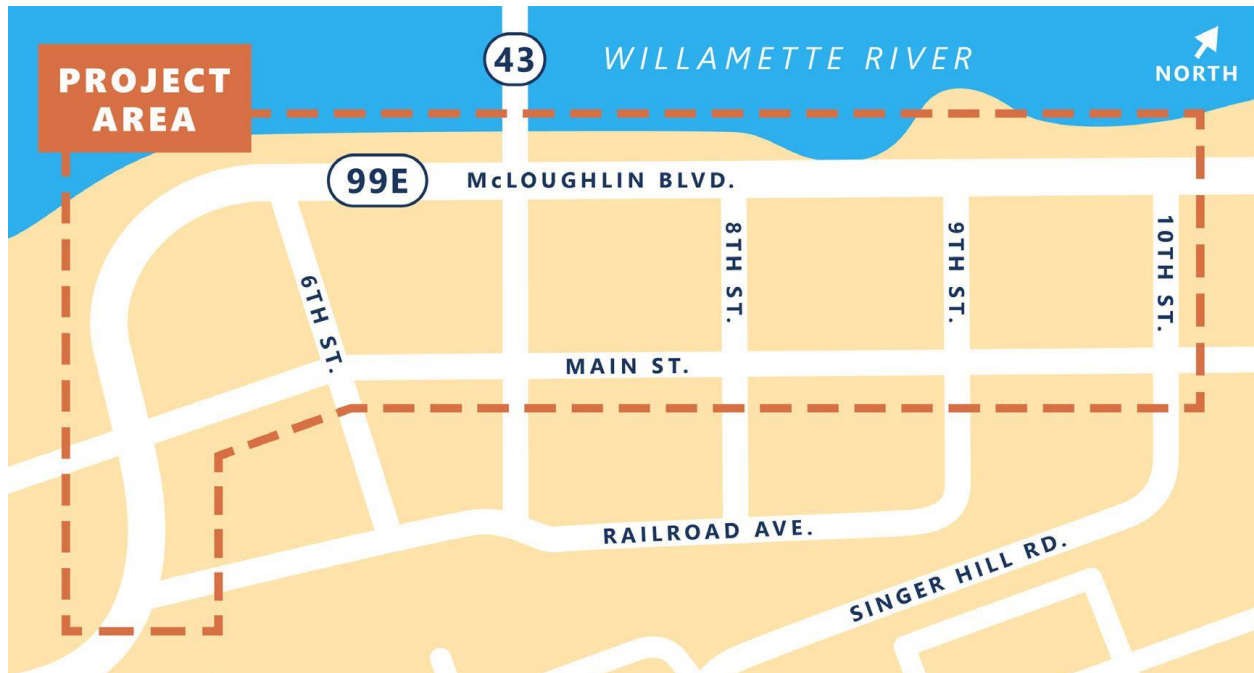 PROJECT
AREA
43
WILLAMETTE RIVER
NORTH
99E
McLOUGHLIN BLVD.
6TH ST.
8TH ST.
9TH ST.
10TH ST.
MAIN ST.
RAILROAD AVE.
SINGER HILL RD.